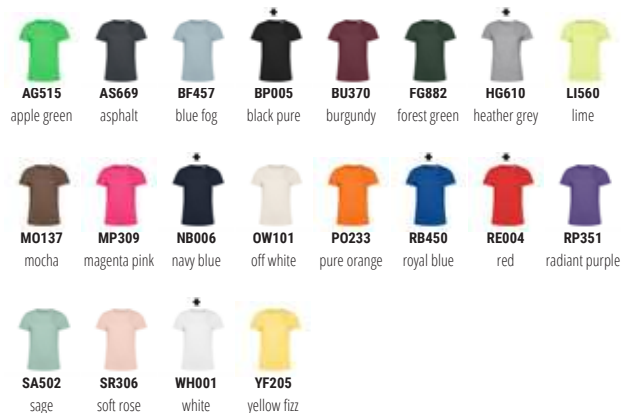 AG515 AS669 BF457 BP005 BU370 FG882 HG610 LI560
apple green asphalt blue fog black pure burgundy forest green heather grey lime
MO137 MP309 NB006 OW101 PO233 RB450 RE004 RP351
mocha magenta pink navy blue off white pure orange royal blue red radiant purple
SA502 SR306 WH001 YF205
sage soft rose white yellow fizz